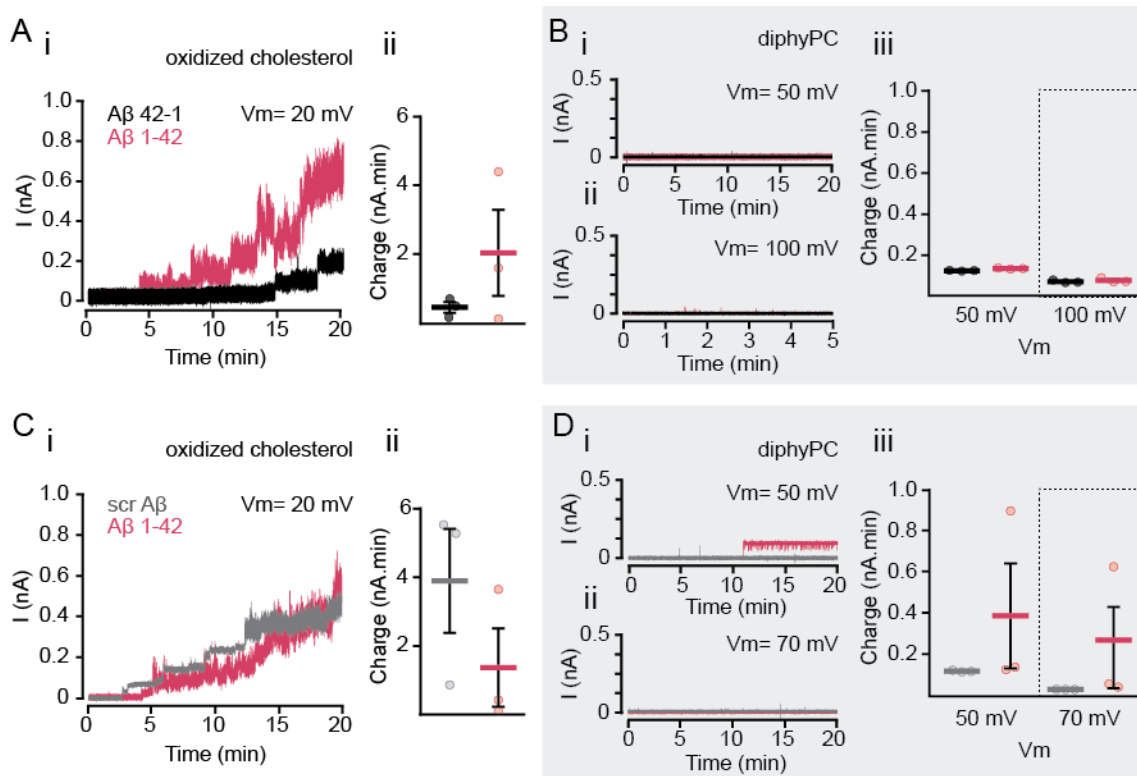 A
i
oxidized cholesterol
Aβ 42-1
Aβ 1-42
Vm= 20 mV
1.0
0.8
0.6
0.4
0.2
0
I (nA)
0 5 10 15 20
Time (min)
ii
6
4
2
Charge (nA.min)
B
i
diphyPC
Vm= 50 mV
0.5
0
I (nA)
0 5 10 15 20
Time (min)
ii
Vm= 100 mV
0.5
0
I (nA)
0 1 2 3 4 5
Time (min)
iii
1.0
0.8
0.6
0.4
0.2
Charge (nA.min)
50 mV 100 mV
Vm
C
i
oxidized cholesterol
scr Aβ
Aβ 1-42
Vm= 20 mV
1.0
0.8
0.6
0.4
0.2
0
I (nA)
0 5 10 15 20
Time (min)
ii
6
4
2
Charge (nA.min)
D
i
diphyPC
Vm= 50 mV
0.5
0
I (nA)
0 5 10 15 20
Time (min)
ii
Vm= 70 mV
0.5
0
I (nA)
0 5 10 15 20
Time (min)
iii
1.0
0.8
0.6
0.4
0.2
Charge (nA.min)
50 mV 70 mV
Vm